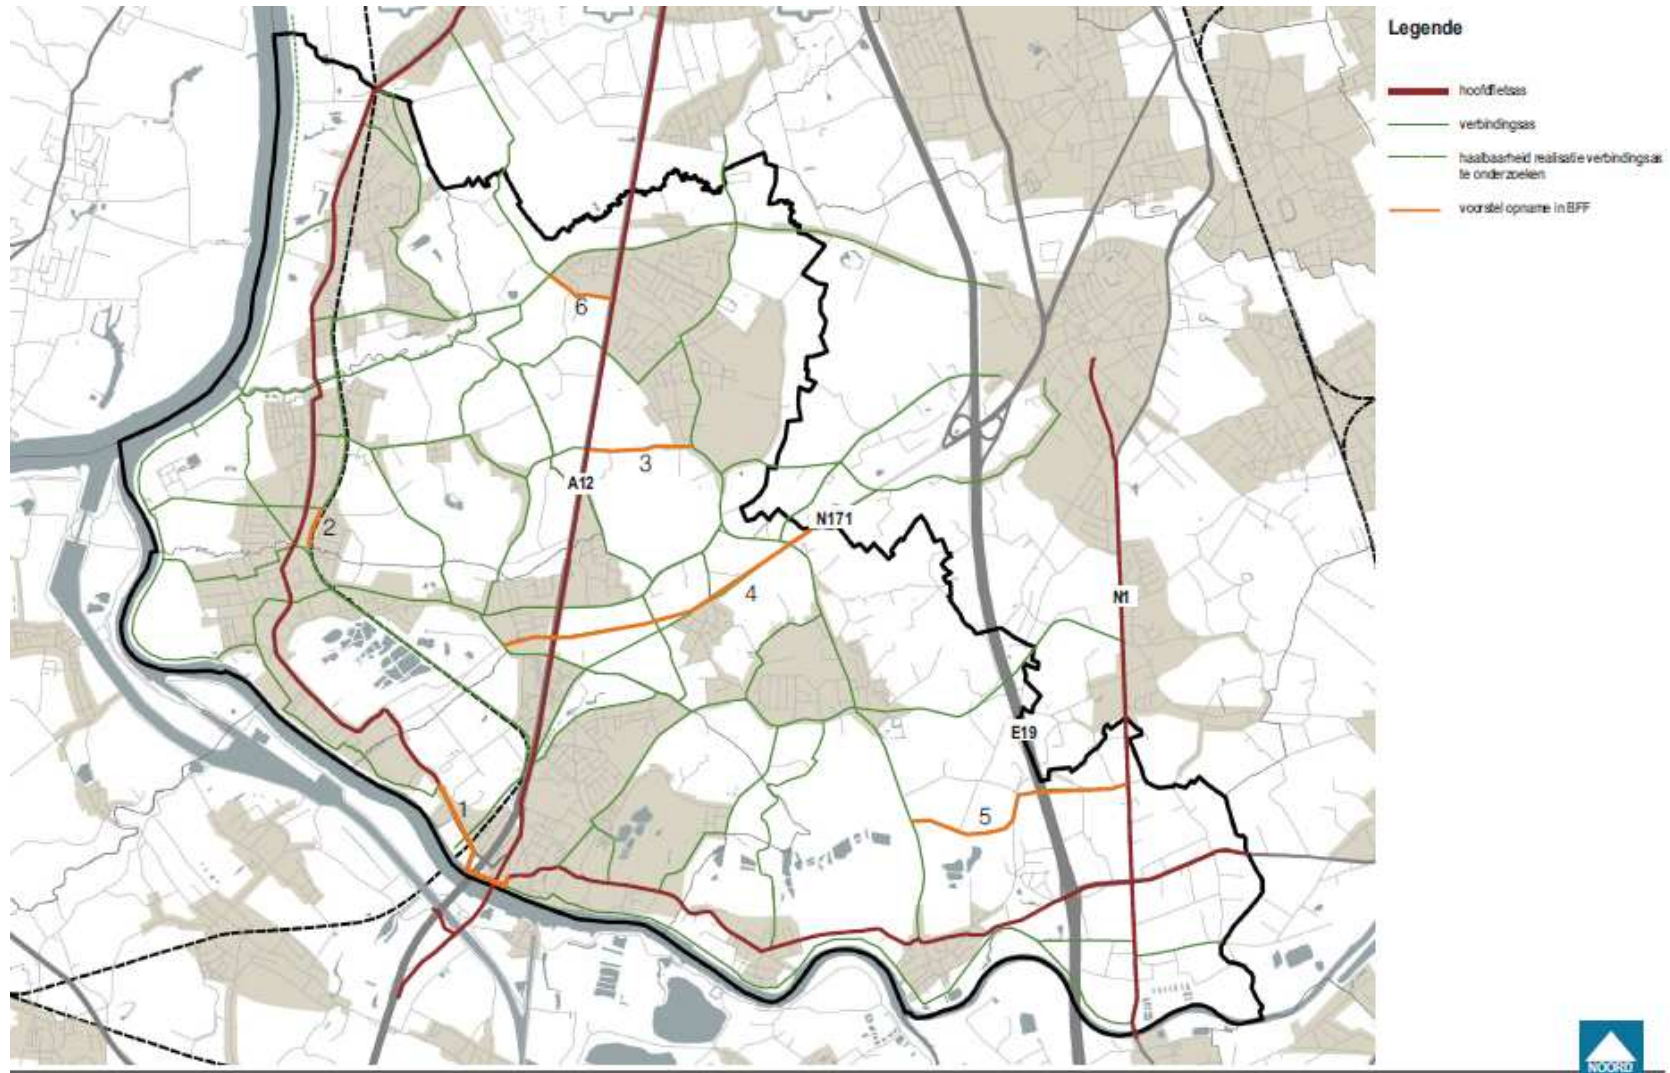 Legende
hoofdfietsas
verbindingsas
haalbaarheid realisatie verbindingsas
te onderzoeken
voorstel opname in BFF
6
3
A12
2
N171
4
N1
E19
1
5
NOORD